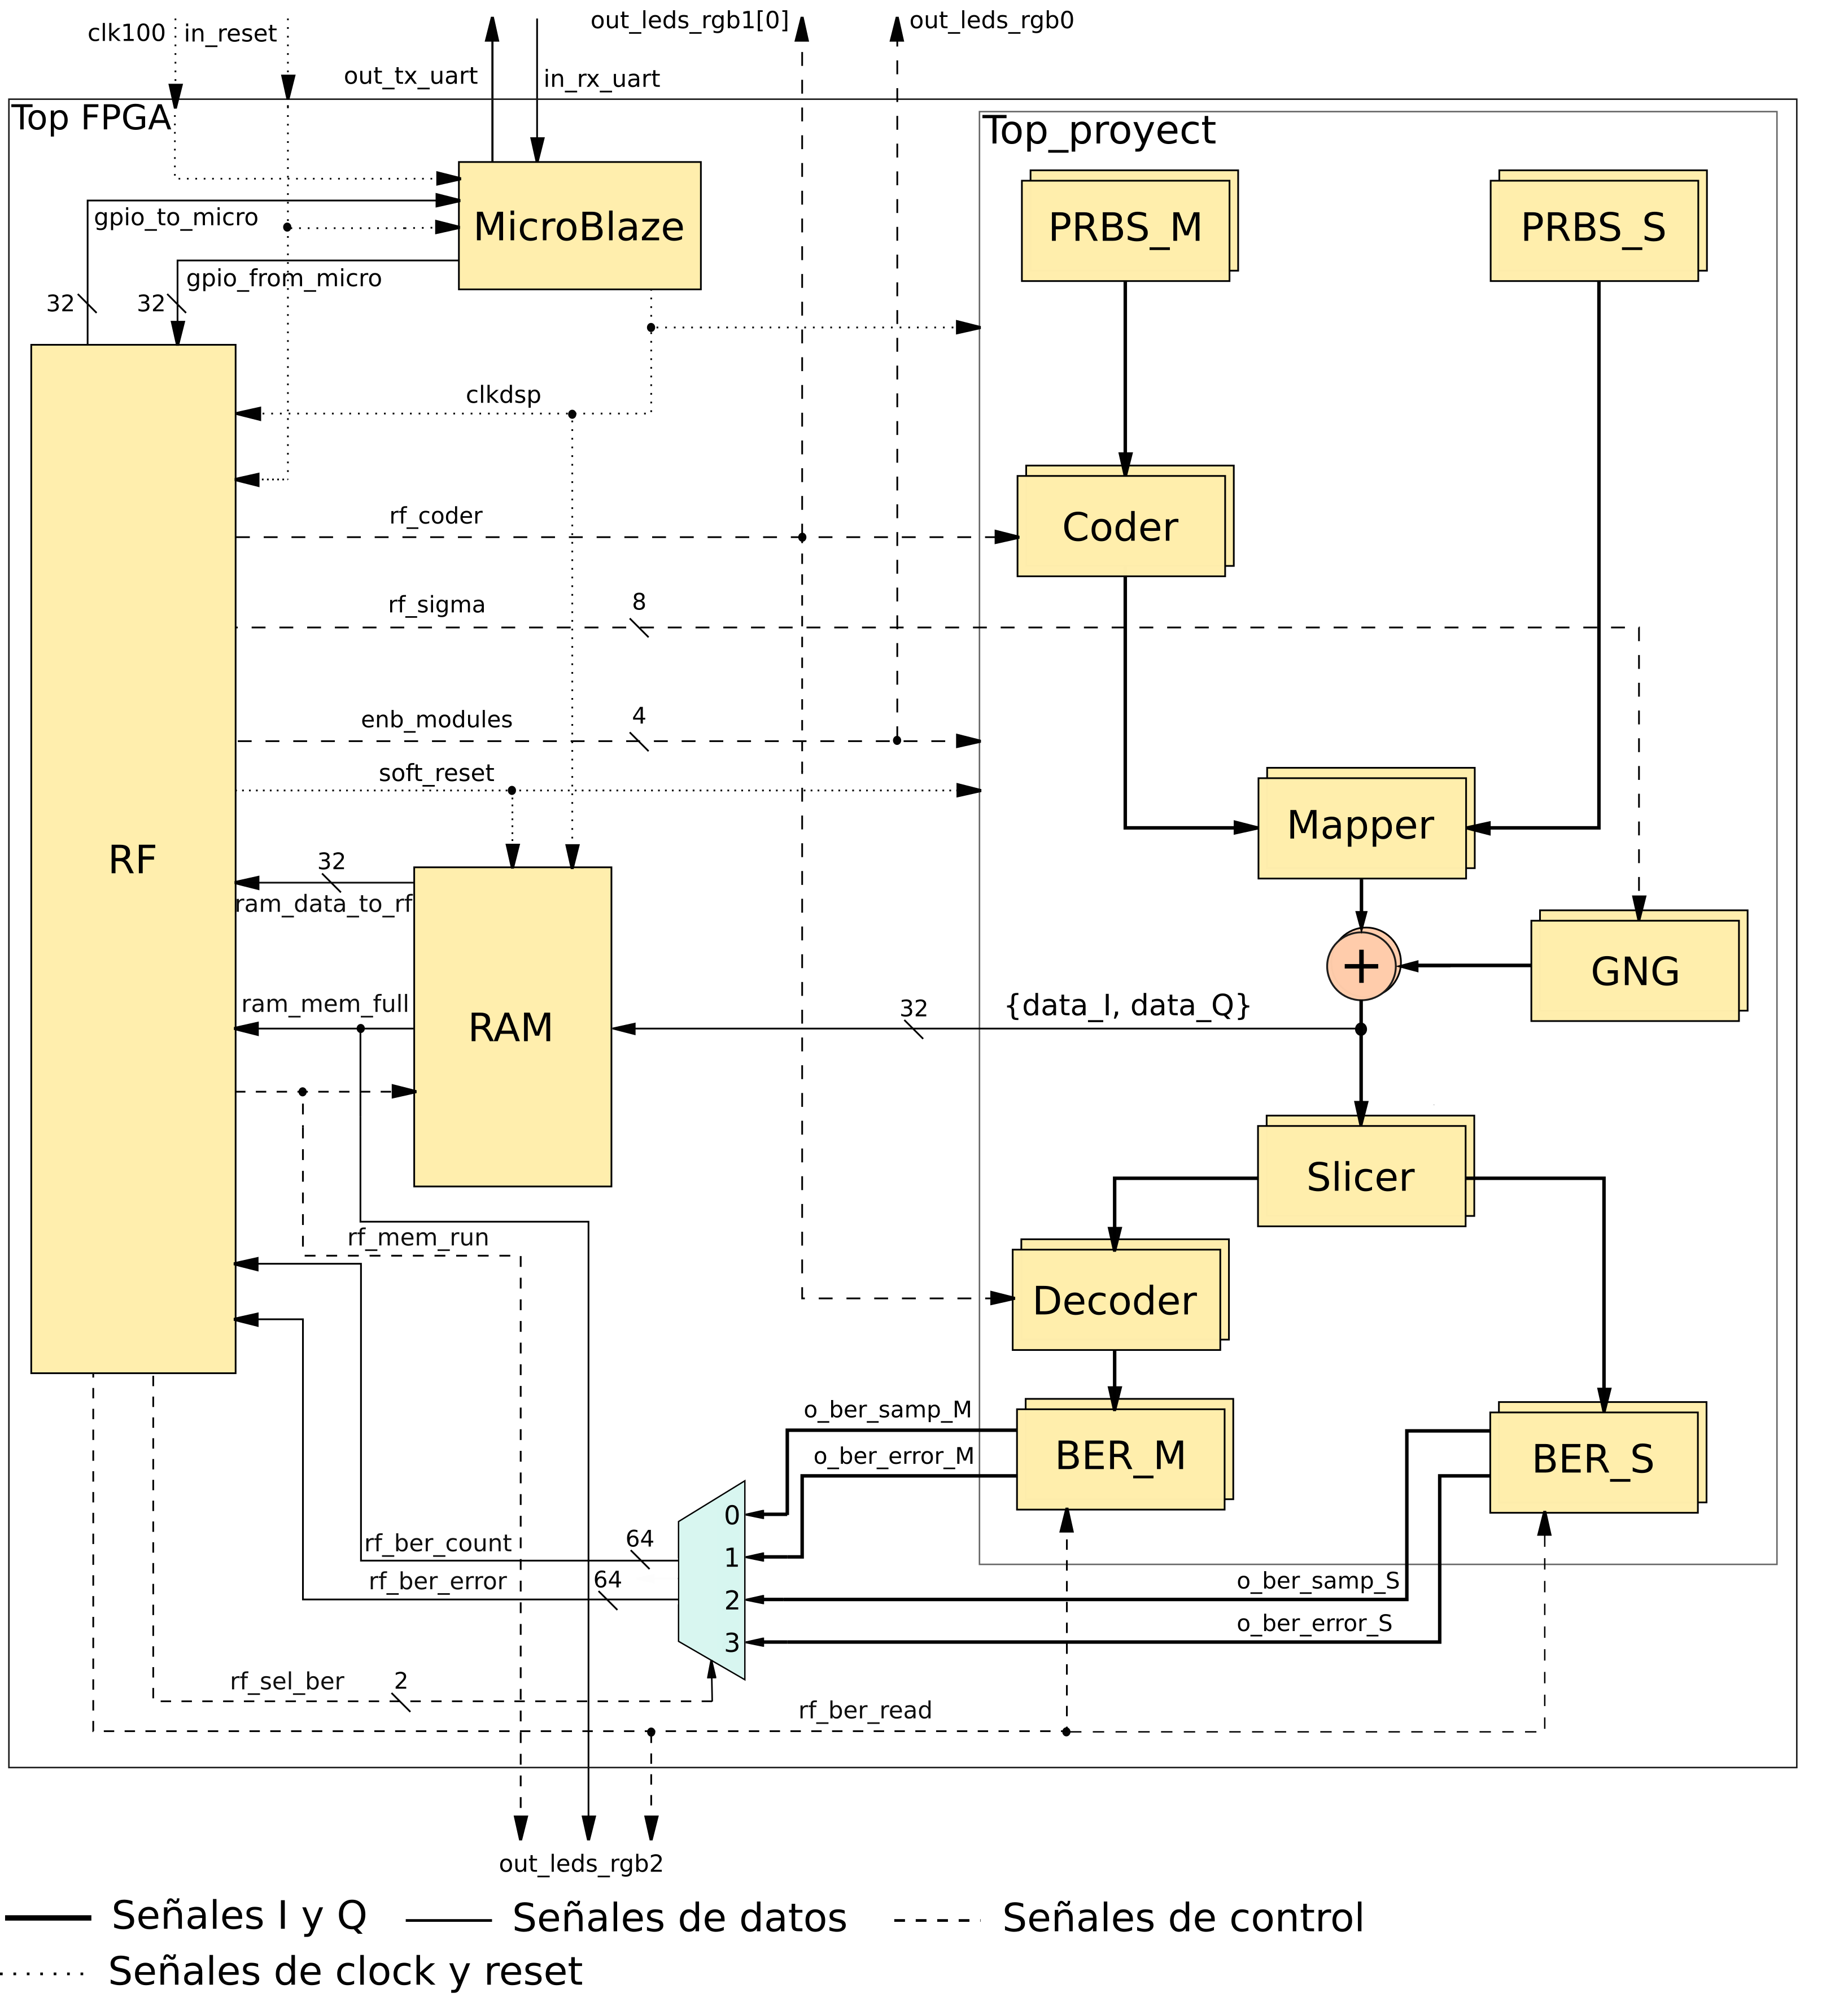 out_leds_rgb1[0]
out_leds_rgb0
clk100
in_reset
out_tx_uart
in_rx_uart
Top FPGA
Top_proyect
MicroBlaze
PRBS_M
PRBS_S
gpio_to_micro
gpio_from_micro
32
32
clkdsp
rf_coder
Coder
rf_sigma
8
enb_modules
4
soft_reset
Mapper
RF
32
ram_data_to_rf
+
GNG
ram_mem_full
RAM
32
{data_I, data_Q}
Slicer
rf_mem_run
Decoder
o_ber_samp_M
o_ber_error_M
BER_M
BER_S
0
1
2
3
rf_ber_count
64
rf_ber_error
64
o_ber_samp_S
o_ber_error_S
rf_sel_ber
2
rf_ber_read
out_leds_rgb2
Señales I y Q
Señales de datos
Señales de control
Señales de clock y reset